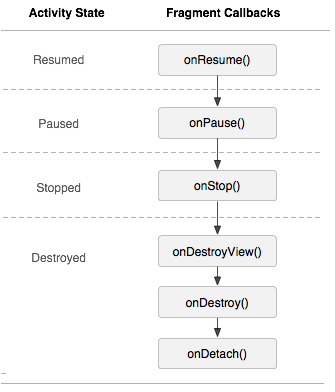 Activity State Fragment Callbacks
Resumed onResume()
Paused onPause()
Stopped onStop()
Destroyed onDestroyView()
onDestroy()
onDetach()